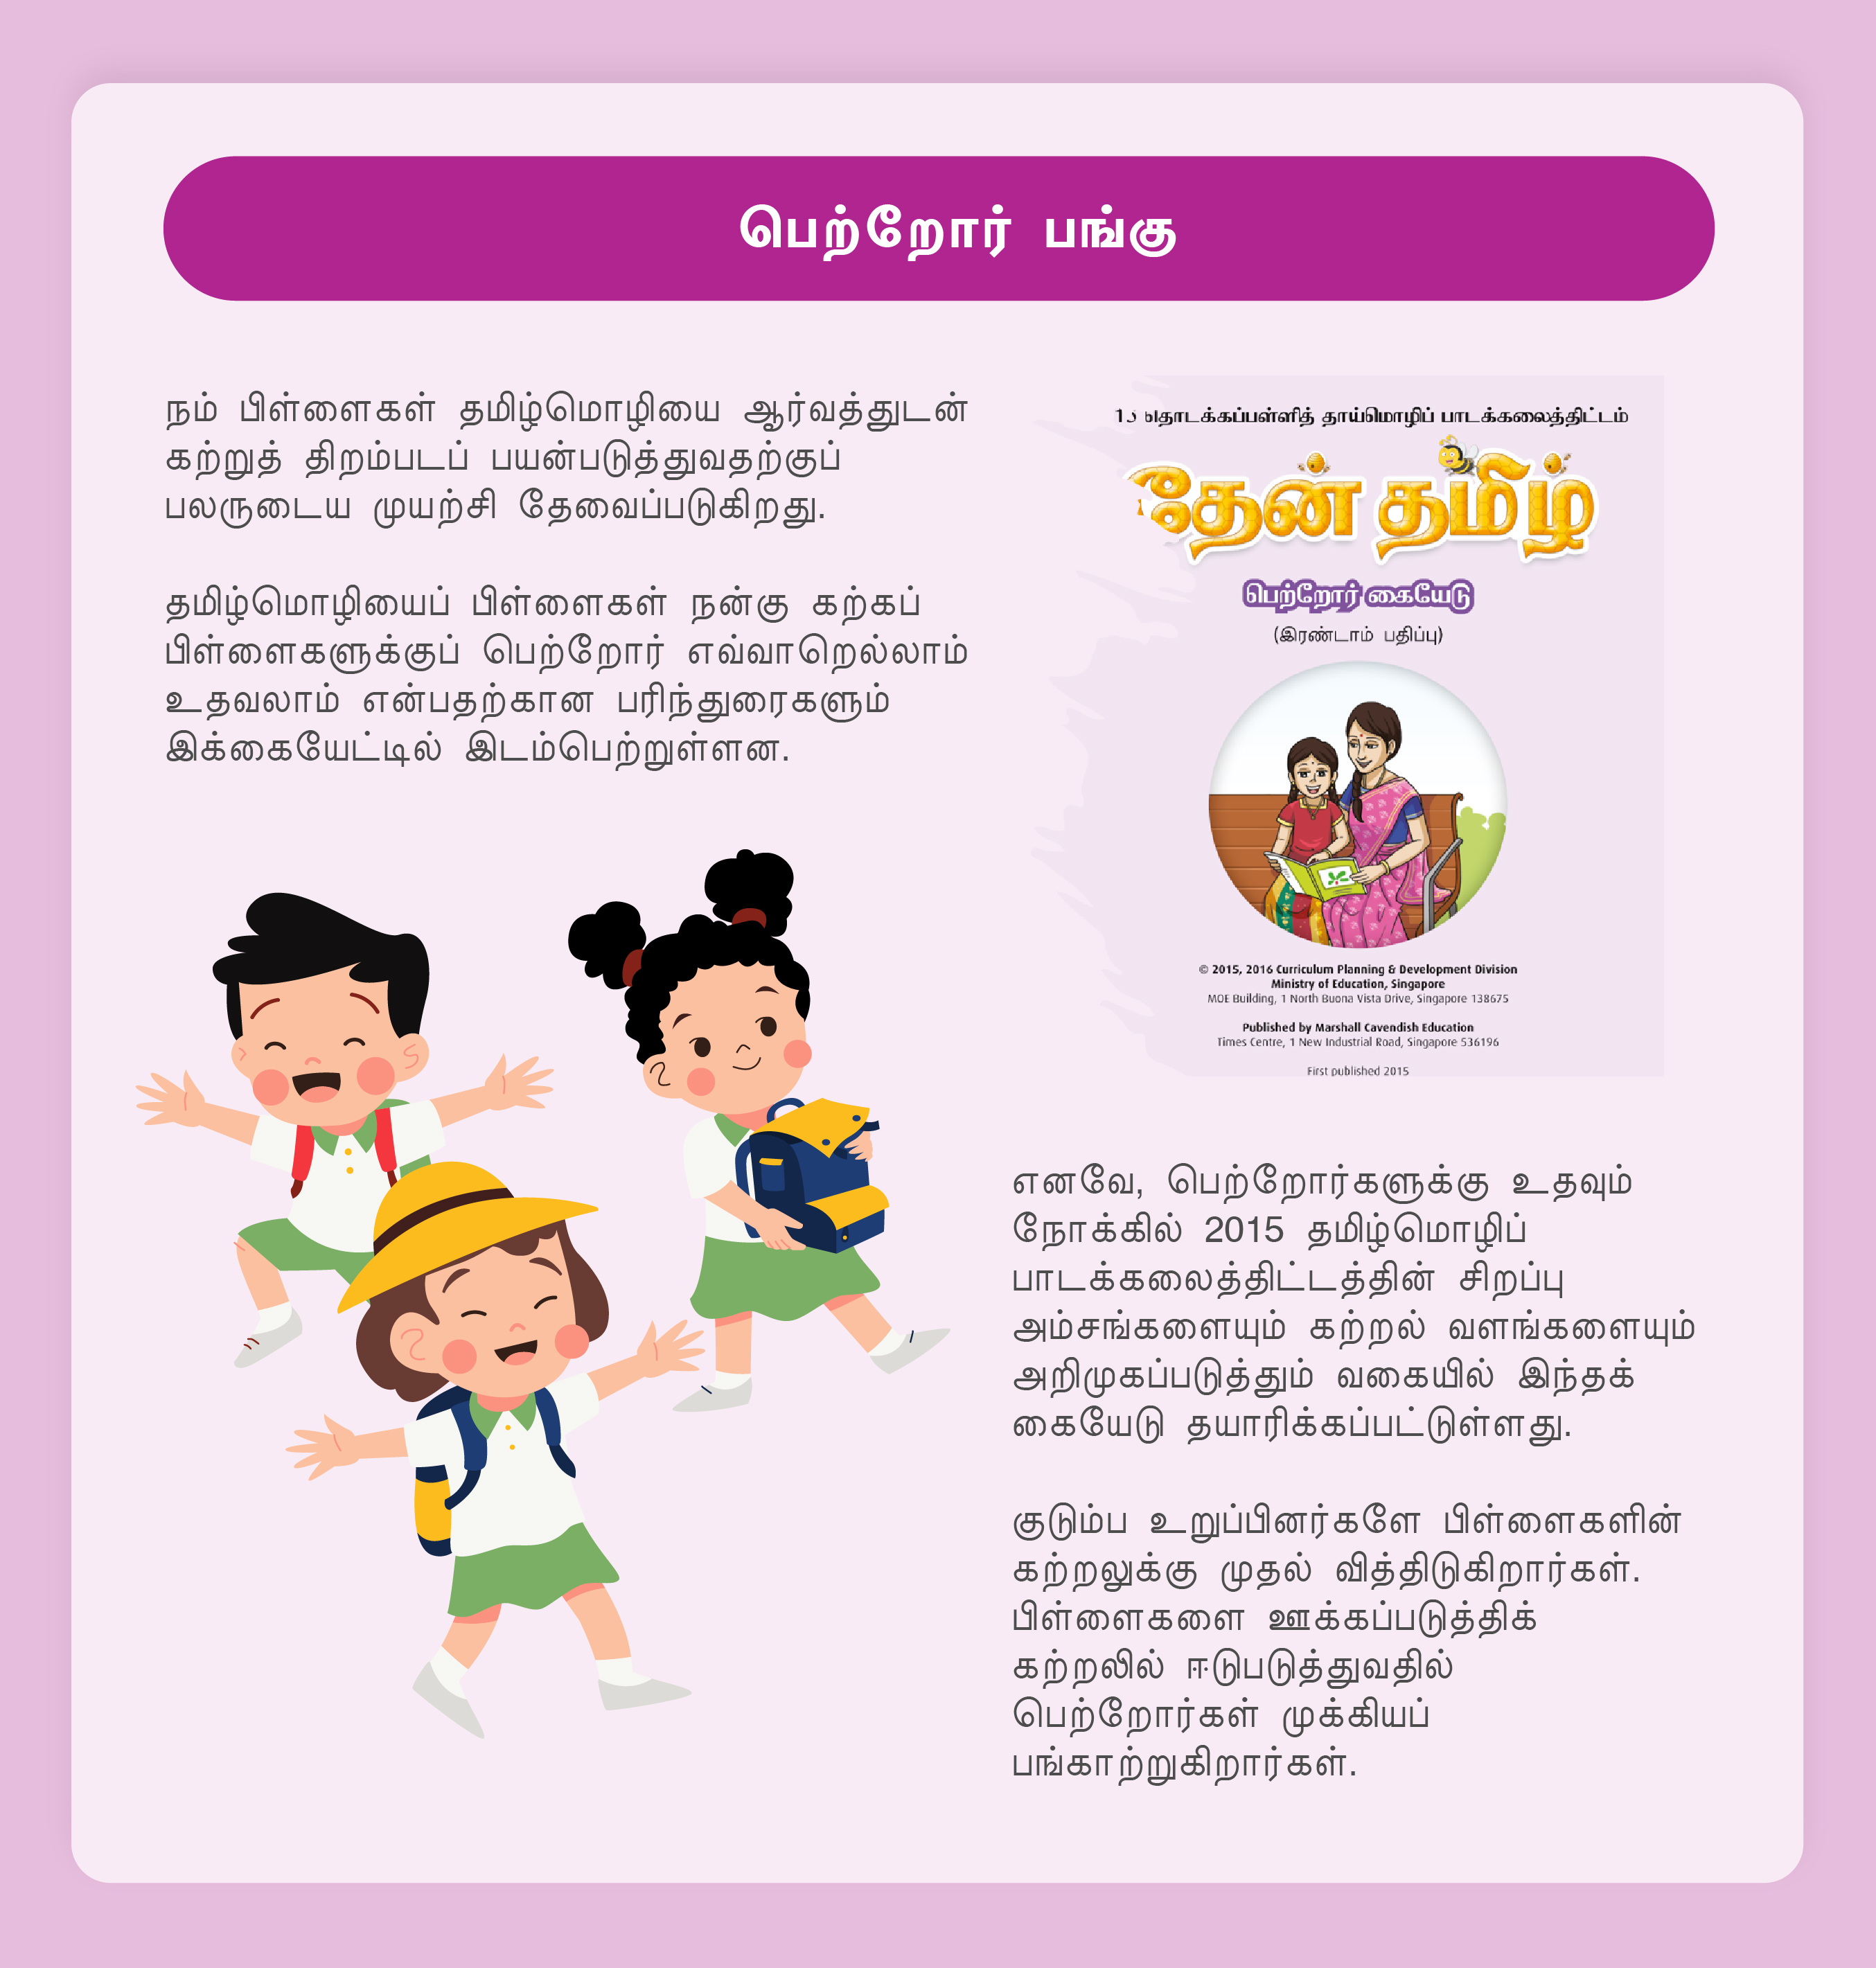 பெற்றோர் பங்கு
நம் பிள்ளைகள் தமிழ்மொழியை ஆர்வத்துடன்
கற்றுத் திறம்படப் பயன்படுத்துவதற்குப்
பலருடைய முயற்சி தேவைப்படுகிறது.
தமிழ்மொழியைப் பிள்ளைகள் நன்கு கற்கப்
பிள்ளைகளுக்குப் பெற்றோர் எவ்வாறெல்லாம்
உதவலாம் என்பதற்கான பரிந்துரைகளும்
இக்கையேட்டில் இடம்பெற்றுள்ளன.
தொடக்கப்பள்ளித் தாய்மொழிப் பாடக்கலைத்திட்டம்
தேன் தமிழ்
பெற்றோர் கையேடு
(இரண்டாம் பதிப்பு)
© 2015, 2016 Curriculum Planning & Development Division
Ministry of Education, Singapore
MOE Building, 1 North Buona Vista Drive, Singapore 138675
Published by Marshall Cavendish Education
Times Centre, 1 New Industrial Road, Singapore 536196
First published 2015
எனவே, பெற்றோர்களுக்கு உதவும்
நோக்கில் 2015 தமிழ்மொழிப்
பாடக்கலைத்திட்டத்தின் சிறப்பு
அம்சங்களையும் கற்றல் வளங்களையும்
அறிமுகப்படுத்தும் வகையில் இந்தக்
கையேடு தயாரிக்கப்பட்டுள்ளது.
குடும்ப உறுப்பினர்களே பிள்ளைகளின்
கற்றலுக்கு முதல் வித்திடுகிறார்கள்.
பிள்ளைகளை ஊக்கப்படுத்திக்
கற்றலில் ஈடுபடுத்துவதில்
பெற்றோர்கள் முக்கியப்
பங்காற்றுகிறார்கள்.